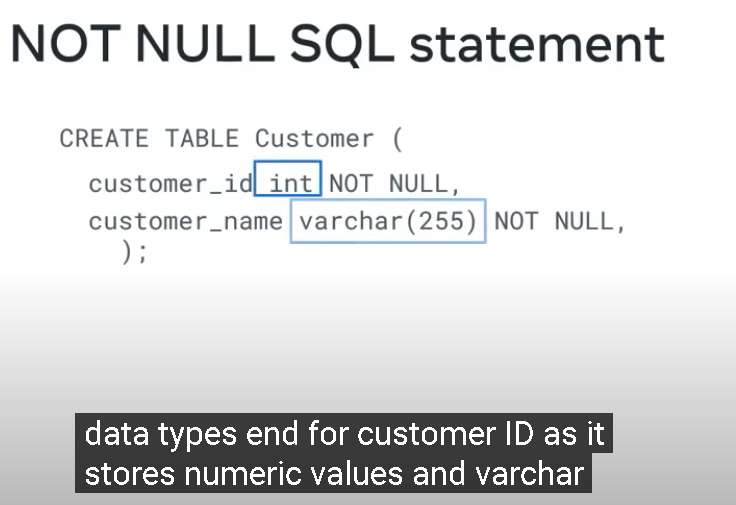 NOT NULL SQL statement
CREATE TABLE Customer (
customer_id int NOT NULL,
customer_name varchar(255) NOT NULL,
);
data types end for customer ID as it
stores numeric values and varchar